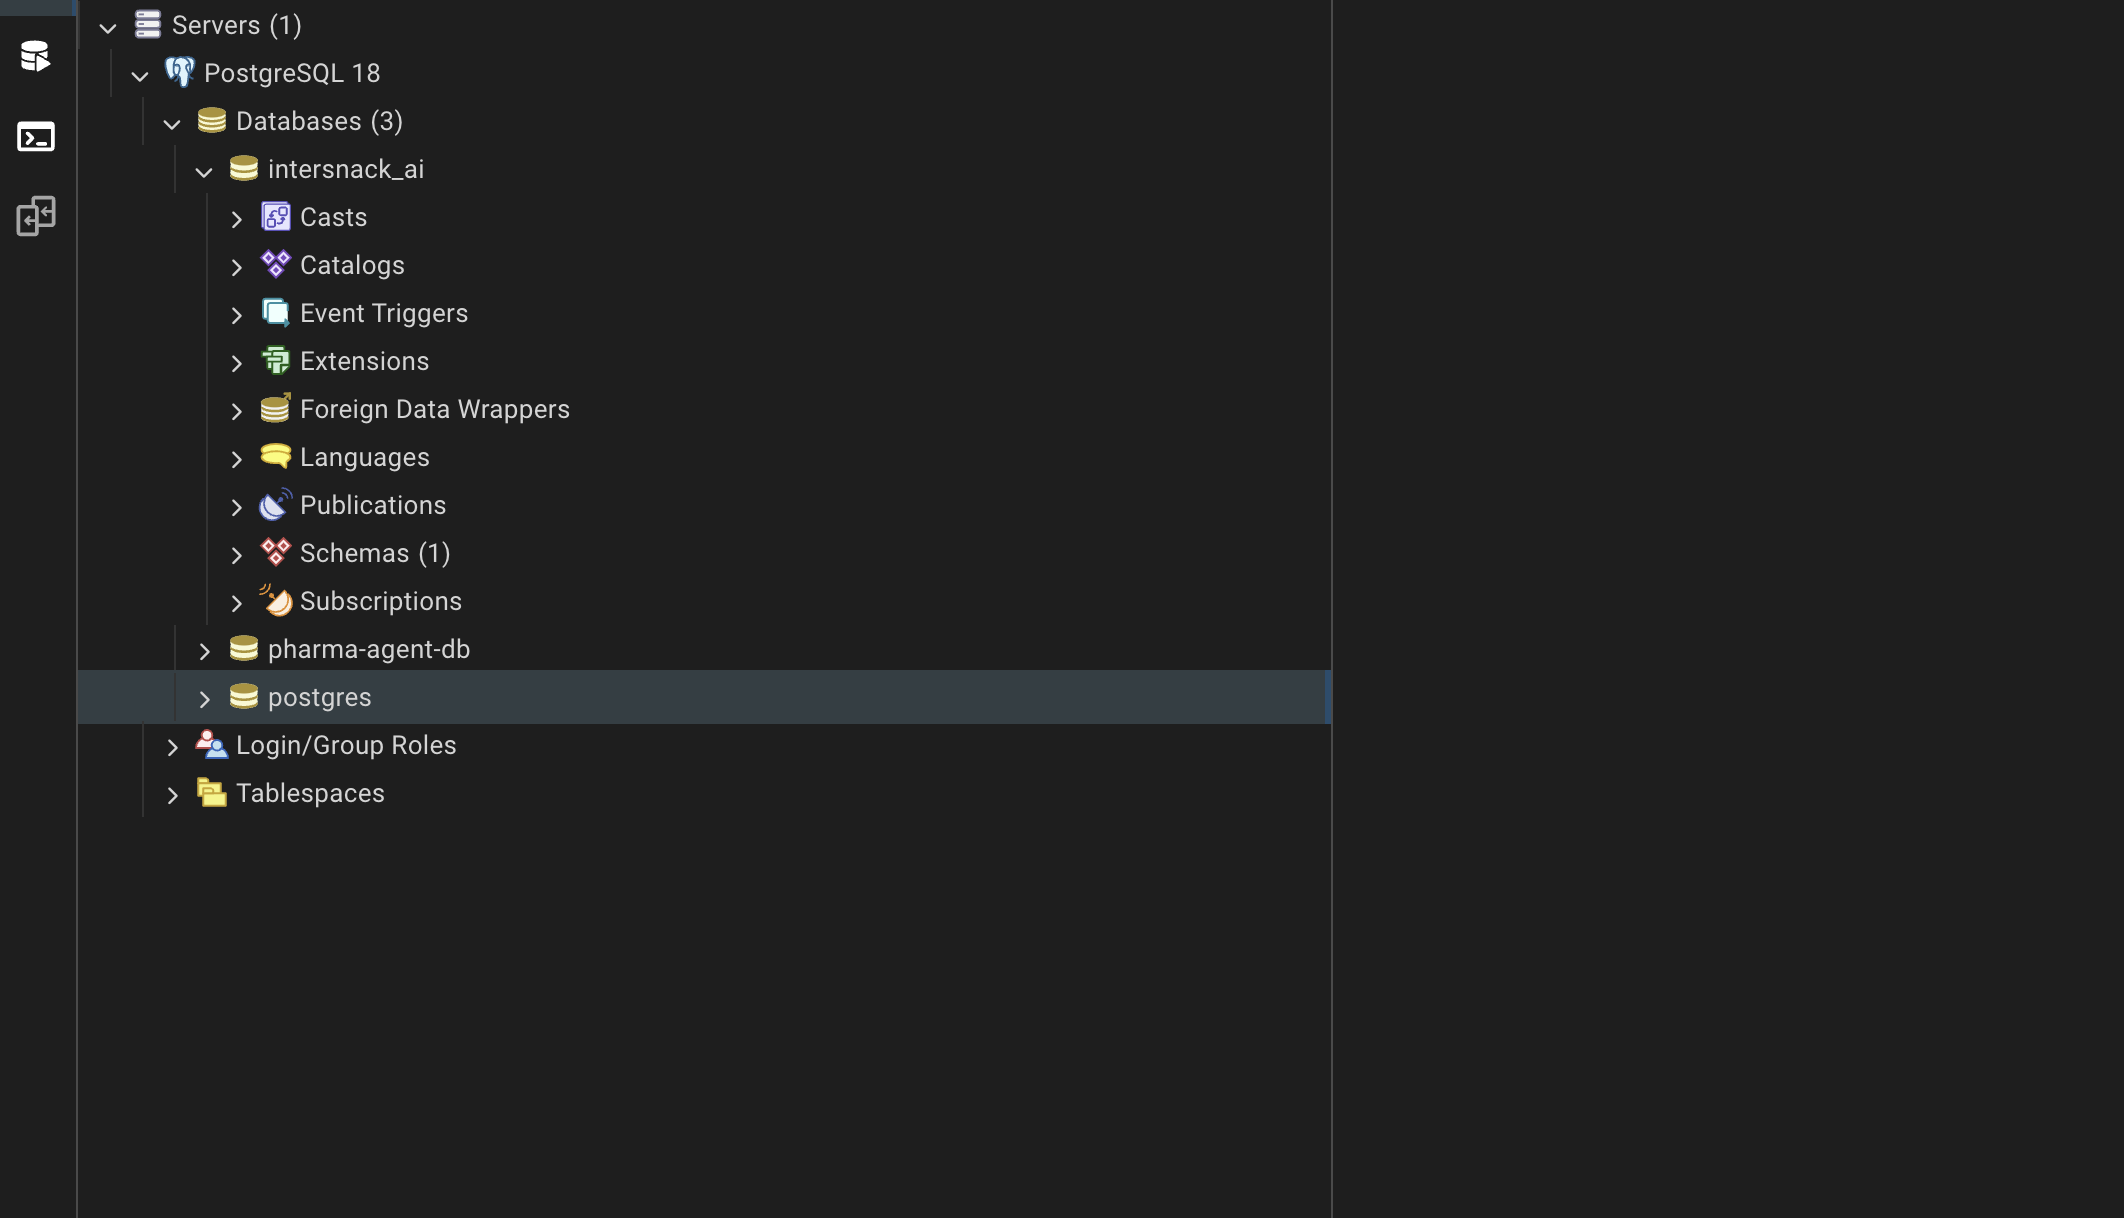 Servers (1)
PostgreSQL 18
Databases (3)
intersnack_ai
Casts
Catalogs
Event Triggers
Extensions
Foreign Data Wrappers
Languages
Publications
Schemas (1)
Subscriptions
pharma-agent-db
postgres
Login/Group Roles
Tablespaces